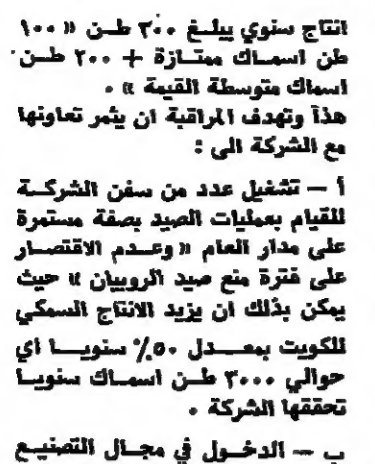 انتاج سنوي يبلغ ٣٠٠ طن « ١٠٠
طن اسماك ممتازة + ٢٠٠ طن
اسماك متوسطة القيمة » ٠
هذا وتهدف المراقبة ان يثمر تعاونها
مع الشركة الى :
أ — تشغيل عدد من سفن الشركة
للقيام بعمليات الصيد بصفة مستمرة
على مدار العام « وعدم الاقتصار
على فترة منع صيد الروبيان » حيث
يمكن بذلك ان يزيد الانتاج السمكي
للكويت بمعدل ٥٠٪ سنويا اي
حوالي ٣٠٠٠ طن اسماك سنويا
تحققها الشركة ٠
ب — الدخول في مجال التصنيع